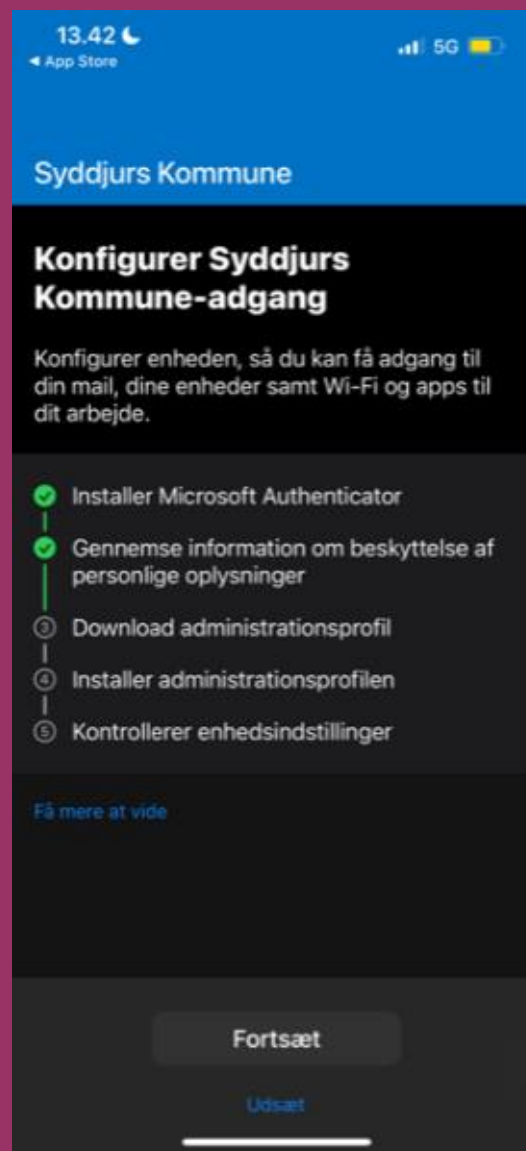 13.42
◀ App Store
5G
Syddjurs Kommune
Konfigurer Syddjurs
Kommune-adgang
Konfigurer enheden, så du kan få adgang til
din mail, dine enheder samt Wi-Fi og apps til
dit arbejde.
Installer Microsoft Authenticator
Gennemse information om beskyttelse af
personlige oplysninger
3 Download administrationsprofil
4 Installer administrationsprofilen
5 Kontrollerer enhedsindstillinger
Få mere at vide
Fortsæt
Udsæt